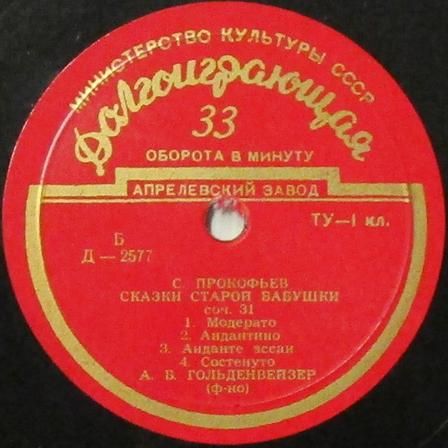 МИНИСТЕРСТВО КУЛЬТУРЫ СССР
Долгоиграющая
33
ОБОРОТА В МИНУТУ
АПРЕЛЕВСКИЙ ЗАВОД
ТУ—1 кл.
Б
Д — 2577
С. ПРОКОФЬЕВ
СКАЗКИ СТАРОЙ БАБУШКИ
соч. 31
1. Модерато
2. Андантино
3. Анданте эссаи
4. Состенуто
А. Б. ГОЛЬДЕНВЕЙЗЕР
(ф-но)